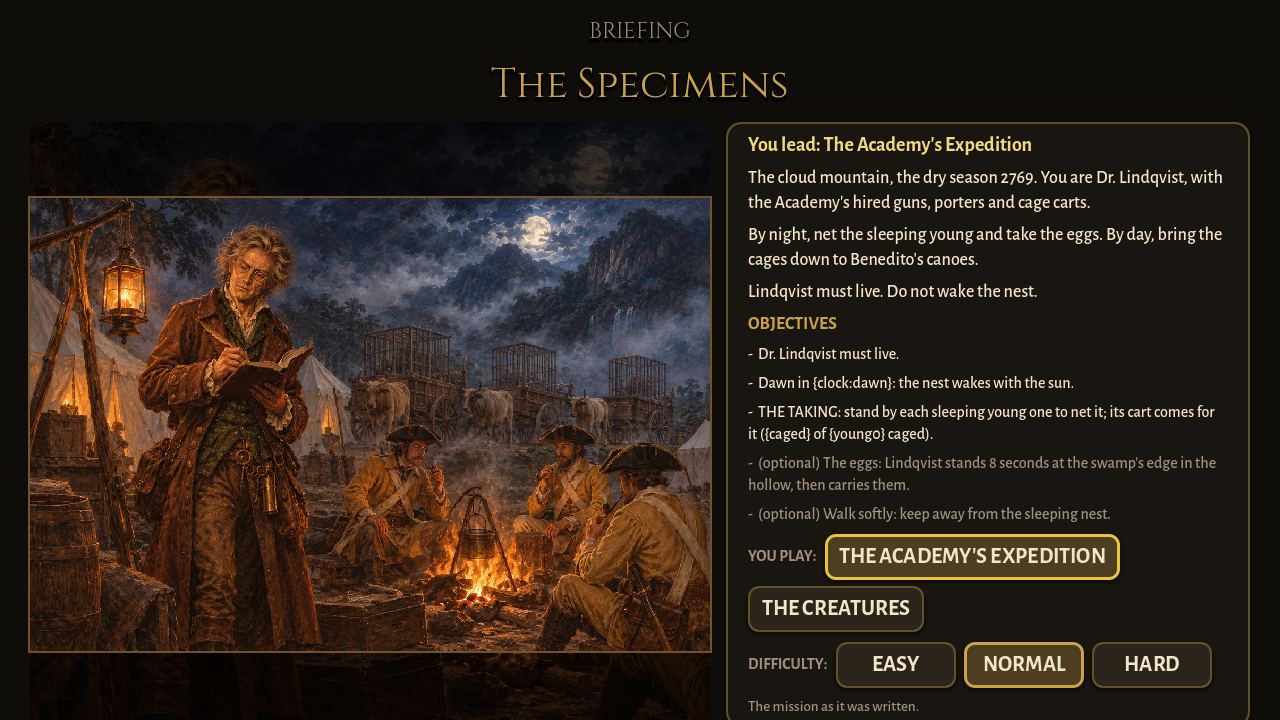 BRIEFING
The Specimens
You lead: The Academy's Expedition
The cloud mountain, the dry season 2769. You are Dr. Lindqvist, with
the Academy's hired guns, porters and cage carts.
By night, net the sleeping young and take the eggs. By day, bring the
cages down to Benedito's canoes.
Lindqvist must live. Do not wake the nest.
OBJECTIVES
- Dr. Lindqvist must live.
- Dawn in {clock:dawn}: the nest wakes with the sun.
- THE TAKING: stand by each sleeping young one to net it; its cart comes for
it ({caged} of {young0} caged).
- (optional) The eggs: Lindqvist stands 8 seconds at the swamp's edge in the
hollow, then carries them.
- (optional) Walk softly: keep away from the sleeping nest.
YOU PLAY: THE ACADEMY'S EXPEDITION
THE CREATURES
DIFFICULTY: EASY NORMAL HARD
The mission as it was written.